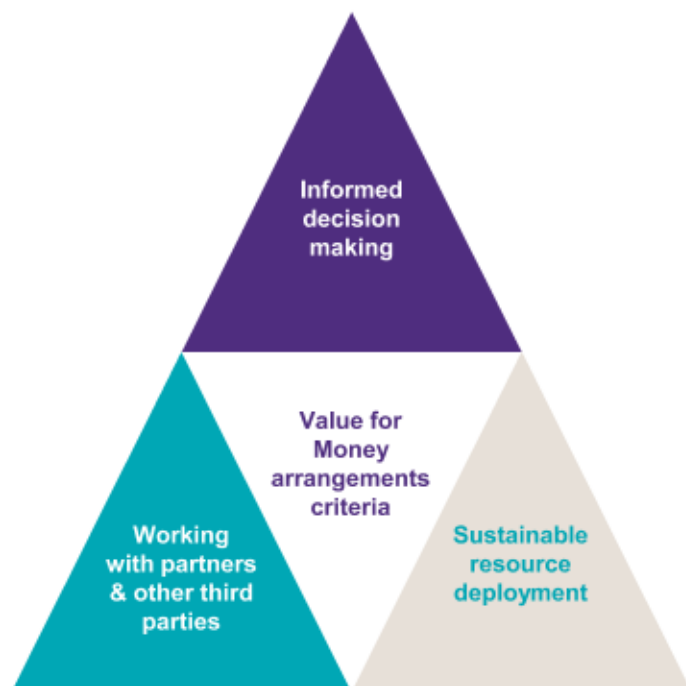 Informed
decision
making
Value for
Money
arrangements
criteria
Working
with partners
& other third
parties
Sustainable
resource
deployment